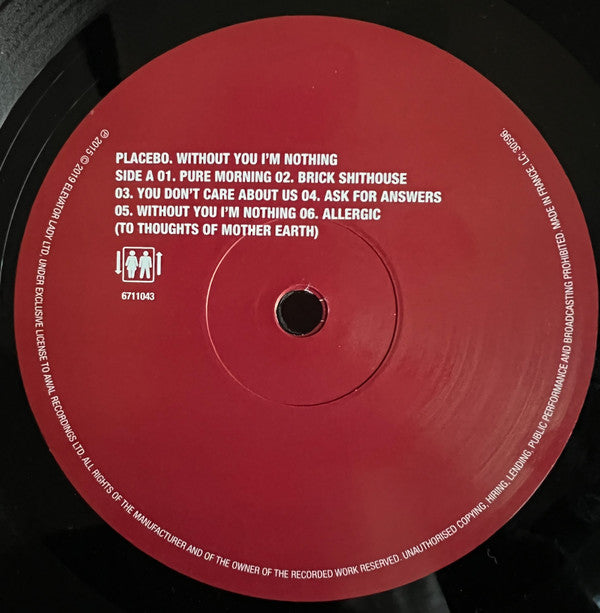 PLACEBO. WITHOUT YOU I'M NOTHING
SIDE A 01. PURE MORNING 02. BRICK SHITHOUSE
03. YOU DON'T CARE ABOUT US 04. ASK FOR ANSWERS
05. WITHOUT YOU I'M NOTHING 06. ALLERGIC
(TO THOUGHTS OF MOTHER EARTH)
6711043
℗ 2015 © 2019 ELEVATOR LADY LTD. UNDER EXCLUSIVE LICENSE TO AWAL RECORDINGS LTD. ALL RIGHTS OF THE MANUFACTURER AND OF THE OWNER OF THE RECORDED WORK RESERVED. UNAUTHORISED COPYING, HIRING, LENDING, PUBLIC PERFORMANCE AND BROADCASTING PROHIBITED. MADE IN FRANCE. LC: 30596.